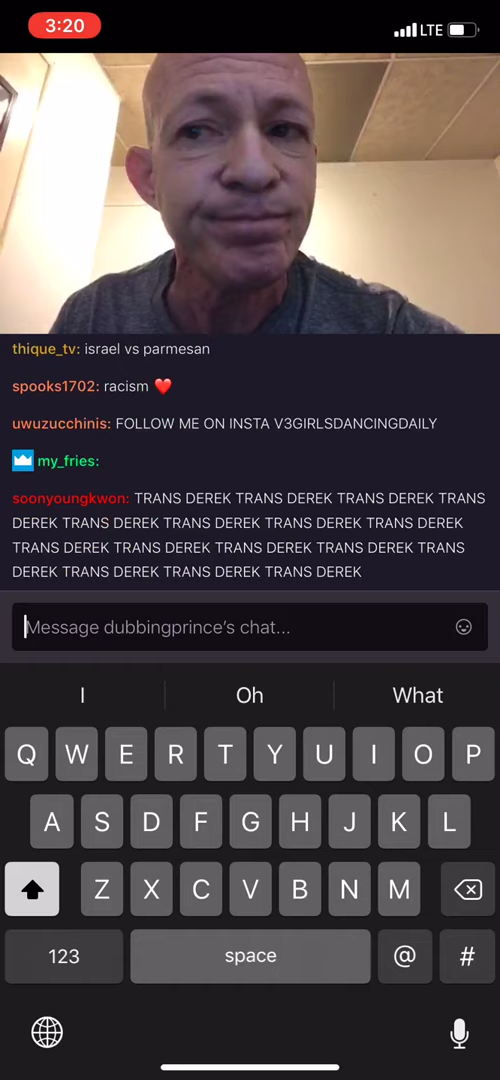 3:20 LTE
thique_tv: israel vs parmesan
spooks1702: racism ❤️
uwuzucchinis: FOLLOW ME ON INSTA V3GIRLSDANCINGDAILY
my_fries:
soonyoungkwon: TRANS DEREK TRANS DEREK TRANS DEREK TRANS
DEREK TRANS DEREK TRANS DEREK TRANS DEREK TRANS DEREK
TRANS DEREK TRANS DEREK TRANS DEREK TRANS DEREK TRANS
DEREK TRANS DEREK TRANS DEREK TRANS DEREK
Message dubbingprince's chat...
I Oh What
Q W E R T Y U I O P
A S D F G H J K L
Z X C V B N M
123 space @ #